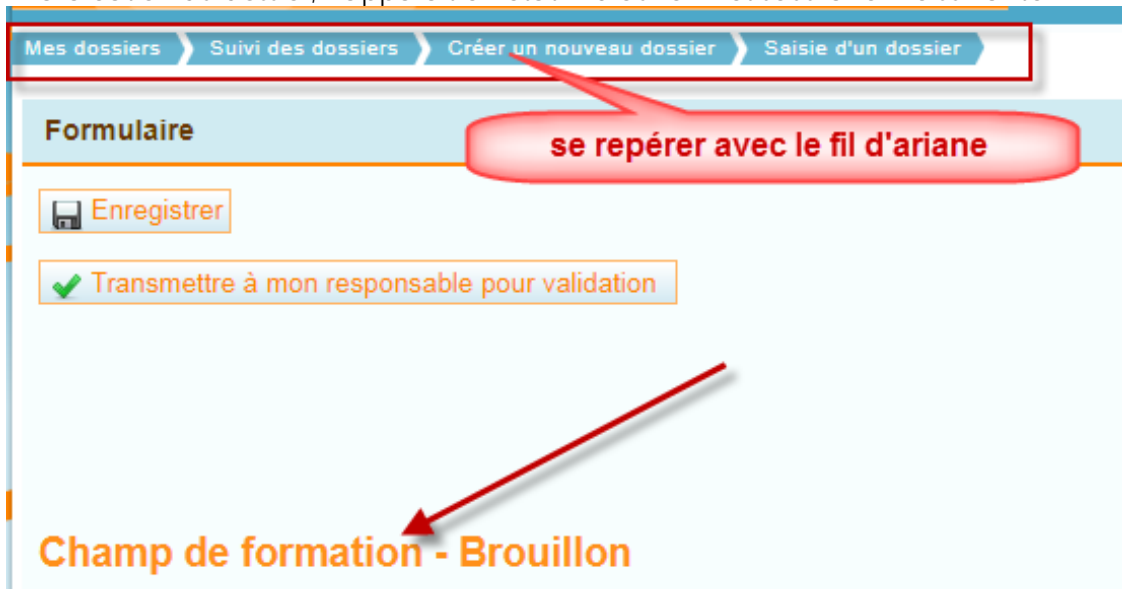 Mes dossiers Suivi des dossiers Créer un nouveau dossier Saisie d'un dossier
Formulaire
se repérer avec le fil d'ariane
Enregistrer
Transmettre à mon responsable pour validation
Champ de formation - Brouillon